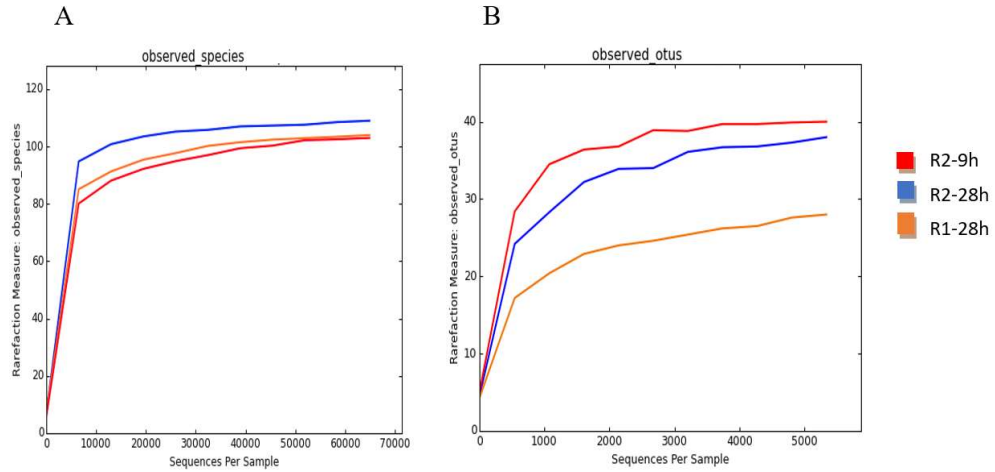 A
observed_species
Rarefaction Measure: observed_species
120
100
80
60
40
20
0
0 10000 20000 30000 40000 50000 60000 70000
Sequences Per Sample
B
observed_otus
Rarefaction Measure: observed_otus
40
30
20
10
0
0 1000 2000 3000 4000 5000
Sequences Per Sample
R2-9h
R2-28h
R1-28h